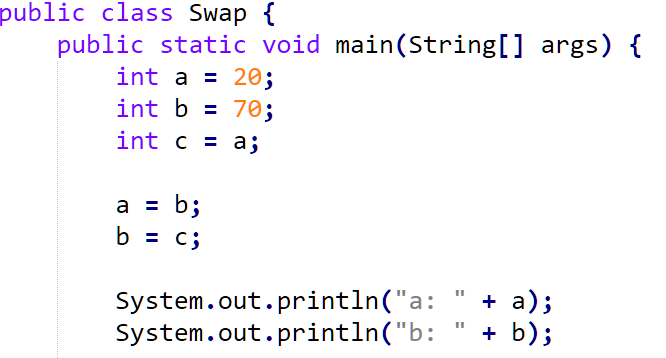 public class Swap {
public static void main(String[] args) {
int a = 20;
int b = 70;
int c = a;
a = b;
b = c;
System.out.println("a: " + a);
System.out.println("b: " + b);